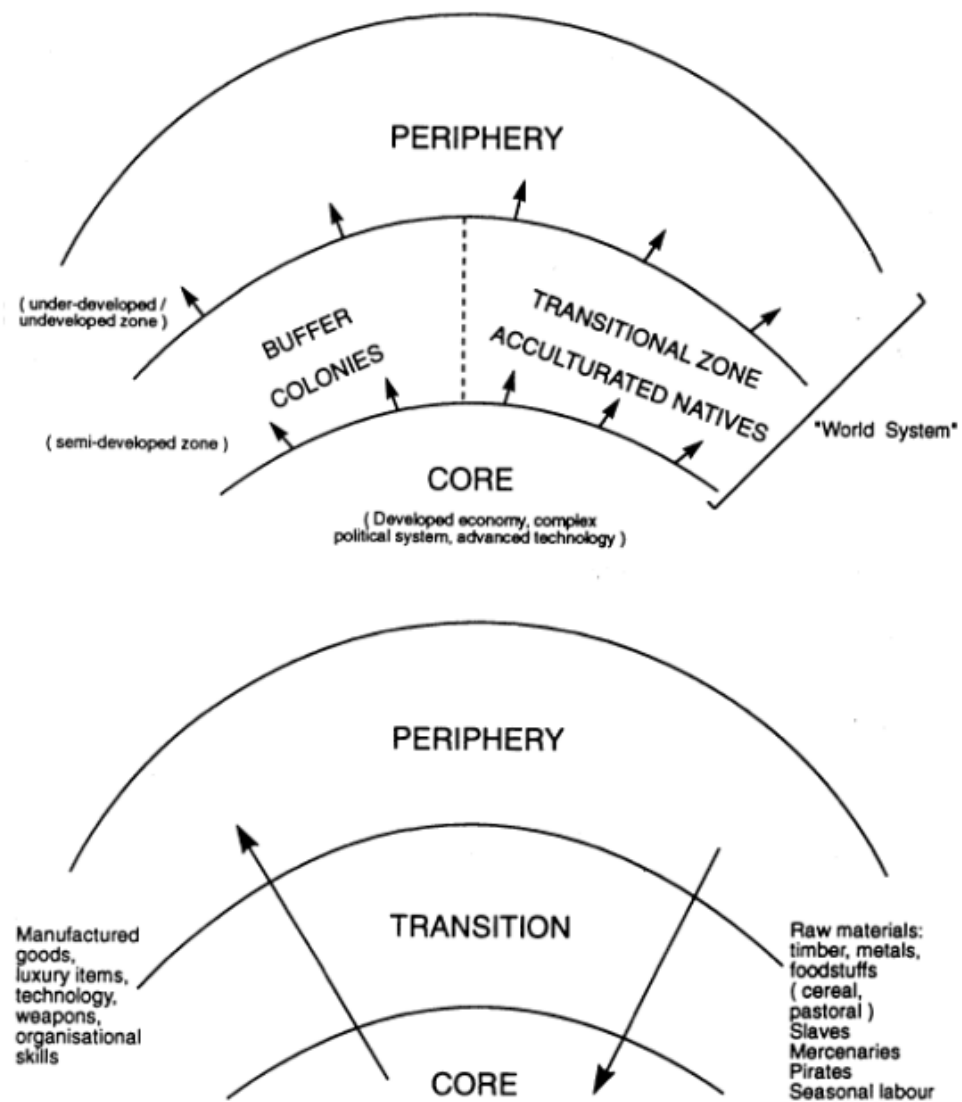 PERIPHERY
( under-developed /
undeveloped zone )
BUFFER
COLONIES
TRANSITIONAL ZONE
ACCULTURATED NATIVES
( semi-developed zone )
"World System"
CORE
( Developed economy, complex
political system, advanced technology )
PERIPHERY
TRANSITION
Manufactured
goods,
luxury items,
technology,
weapons,
organisational
skills
Raw materials:
timber, metals,
foodstuffs
( cereal,
pastoral )
Slaves
Mercenaries
Pirates
Seasonal labour
CORE